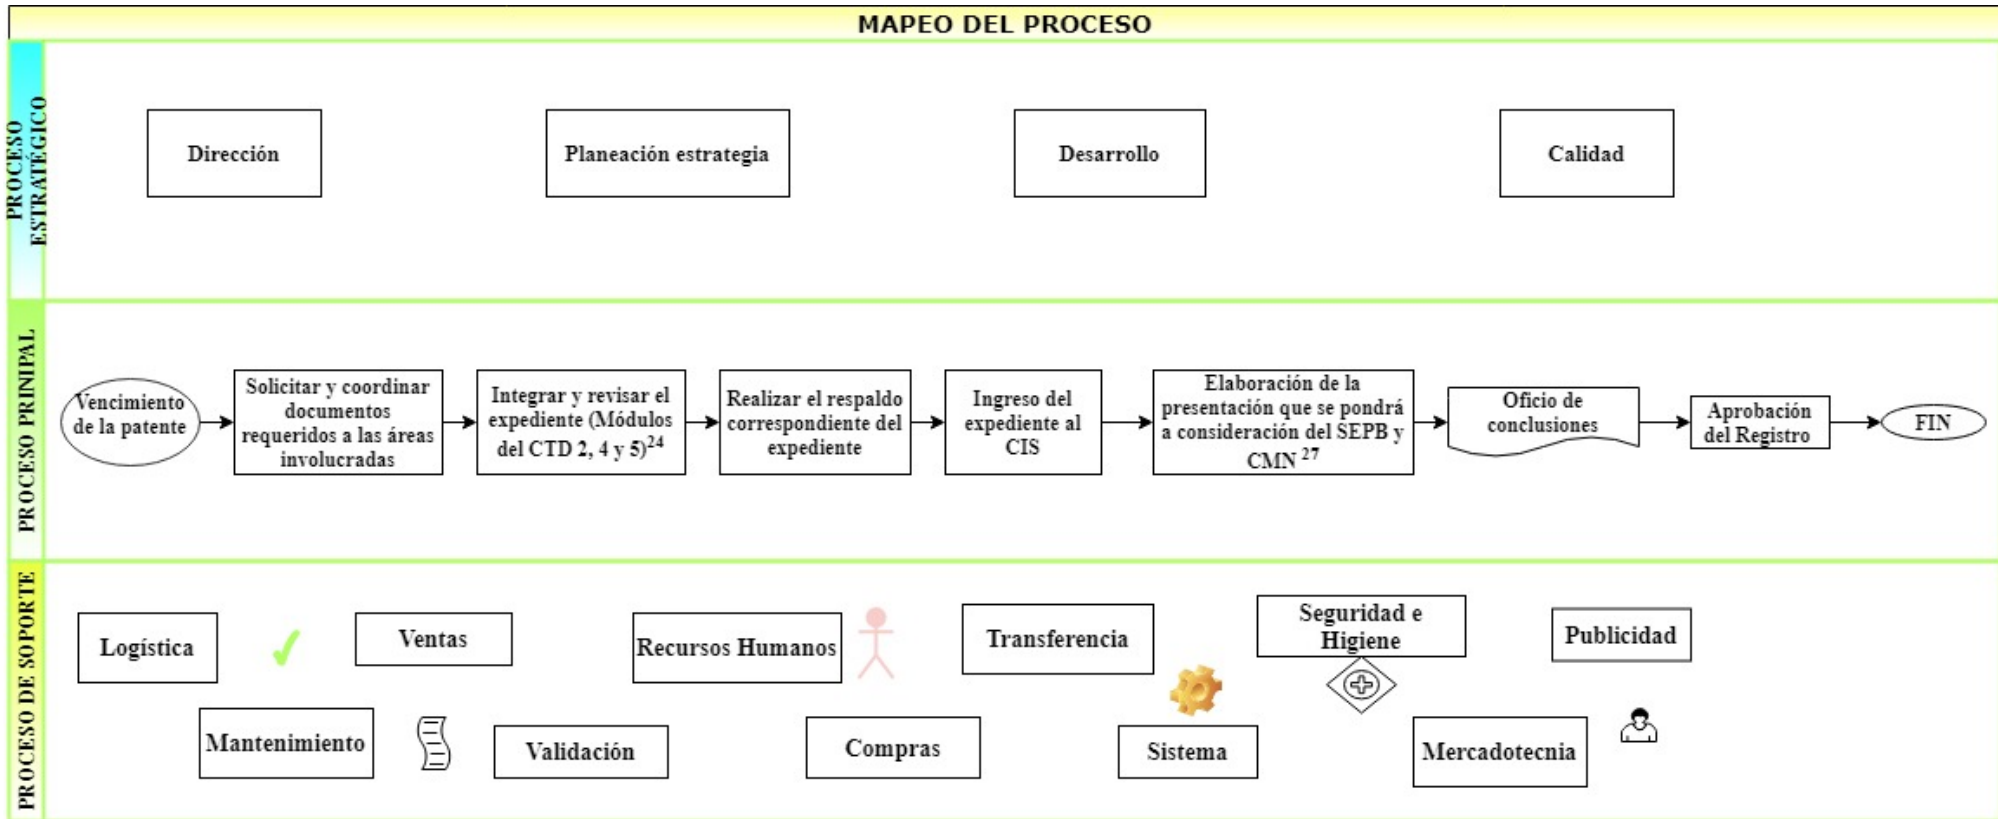 MAPEO DEL PROCESO
PROCESO
ESTRATÉGICO
Dirección
Planeación estrategia
Desarrollo
Calidad
PROCESO PRINIPAL
Vencimiento
de la patente
Solicitar y coordinar
documentos
requeridos a las áreas
involucradas
Integrar y revisar el
expediente (Módulos
del CTD 2, 4 y 5)24
Realizar el respaldo
correspondiente del
expediente
Ingreso del
expediente al
CIS
Elaboración de la
presentación que se pondrá
a consideración del SEPB y
CMN 27
Oficio de
conclusiones
Aprobación
del Registro
FIN
PROCESO DE SOPORTE
Logística
Ventas
Recursos Humanos
Transferencia
Seguridad e
Higiene
Publicidad
Mantenimiento
Validación
Compras
Sistema
Mercadotecnia